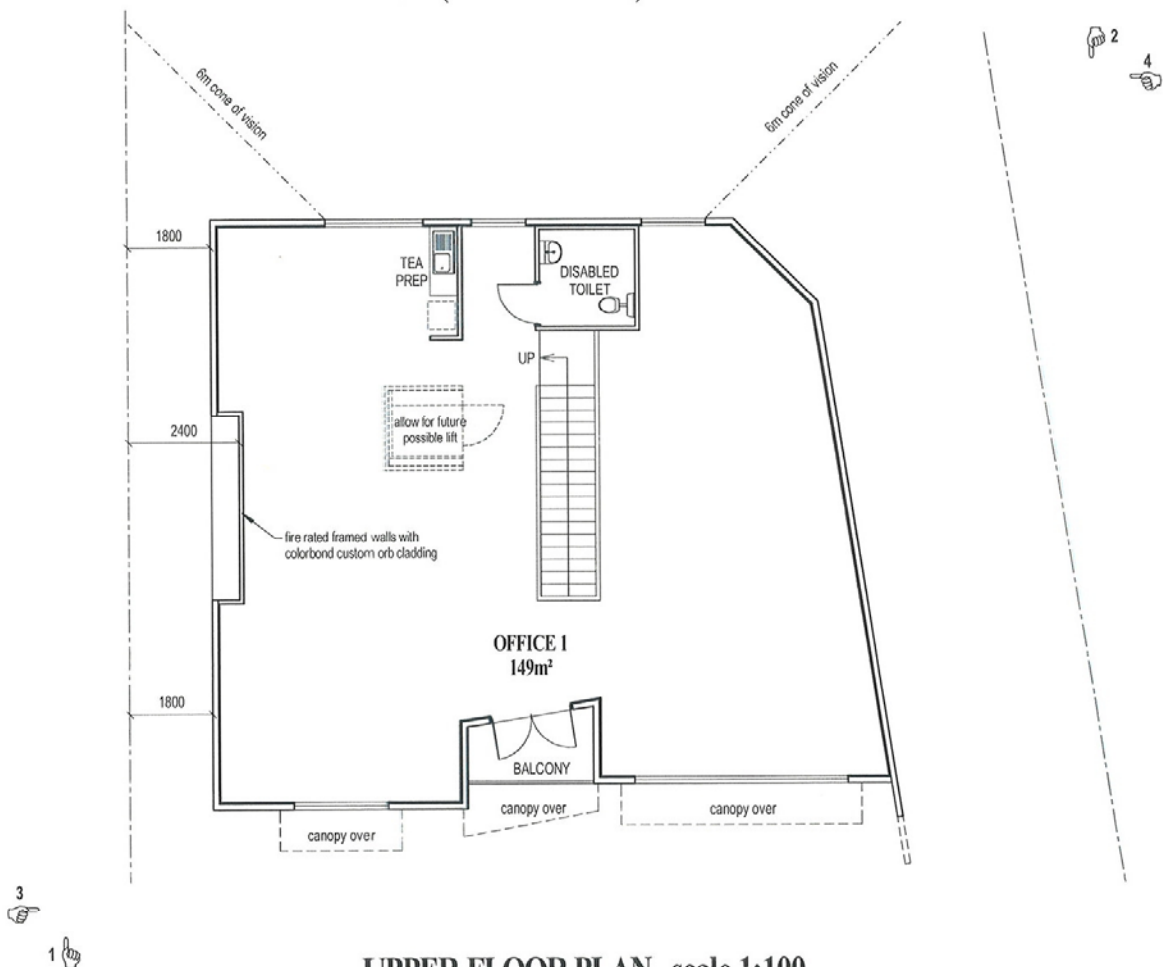 2
4
6m cone of vision
6m cone of vision
1800
TEA
PREP
DISABLED
TOILET
UP
allow for future
possible lift
2400
fire rated framed walls with
colorbond custom orb cladding
OFFICE 1
149m²
1800
BALCONY
canopy over
canopy over
canopy over
3
1
UPPER FLOOR PLAN scale 1:100